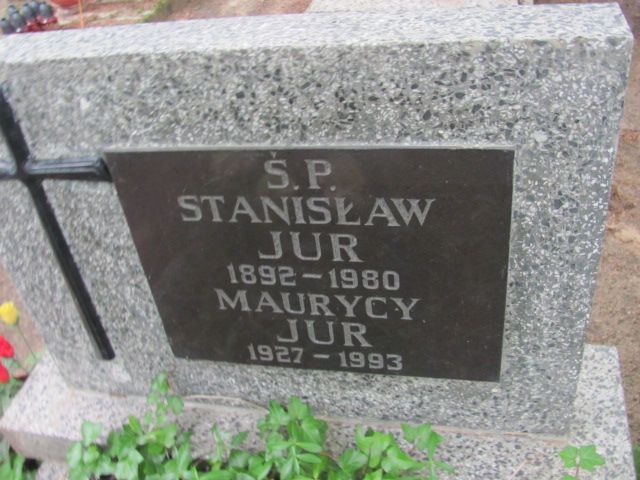 Ś.P.
STANISŁAW
JUR
1892-1980
MAURYCY
JUR
1927-1993